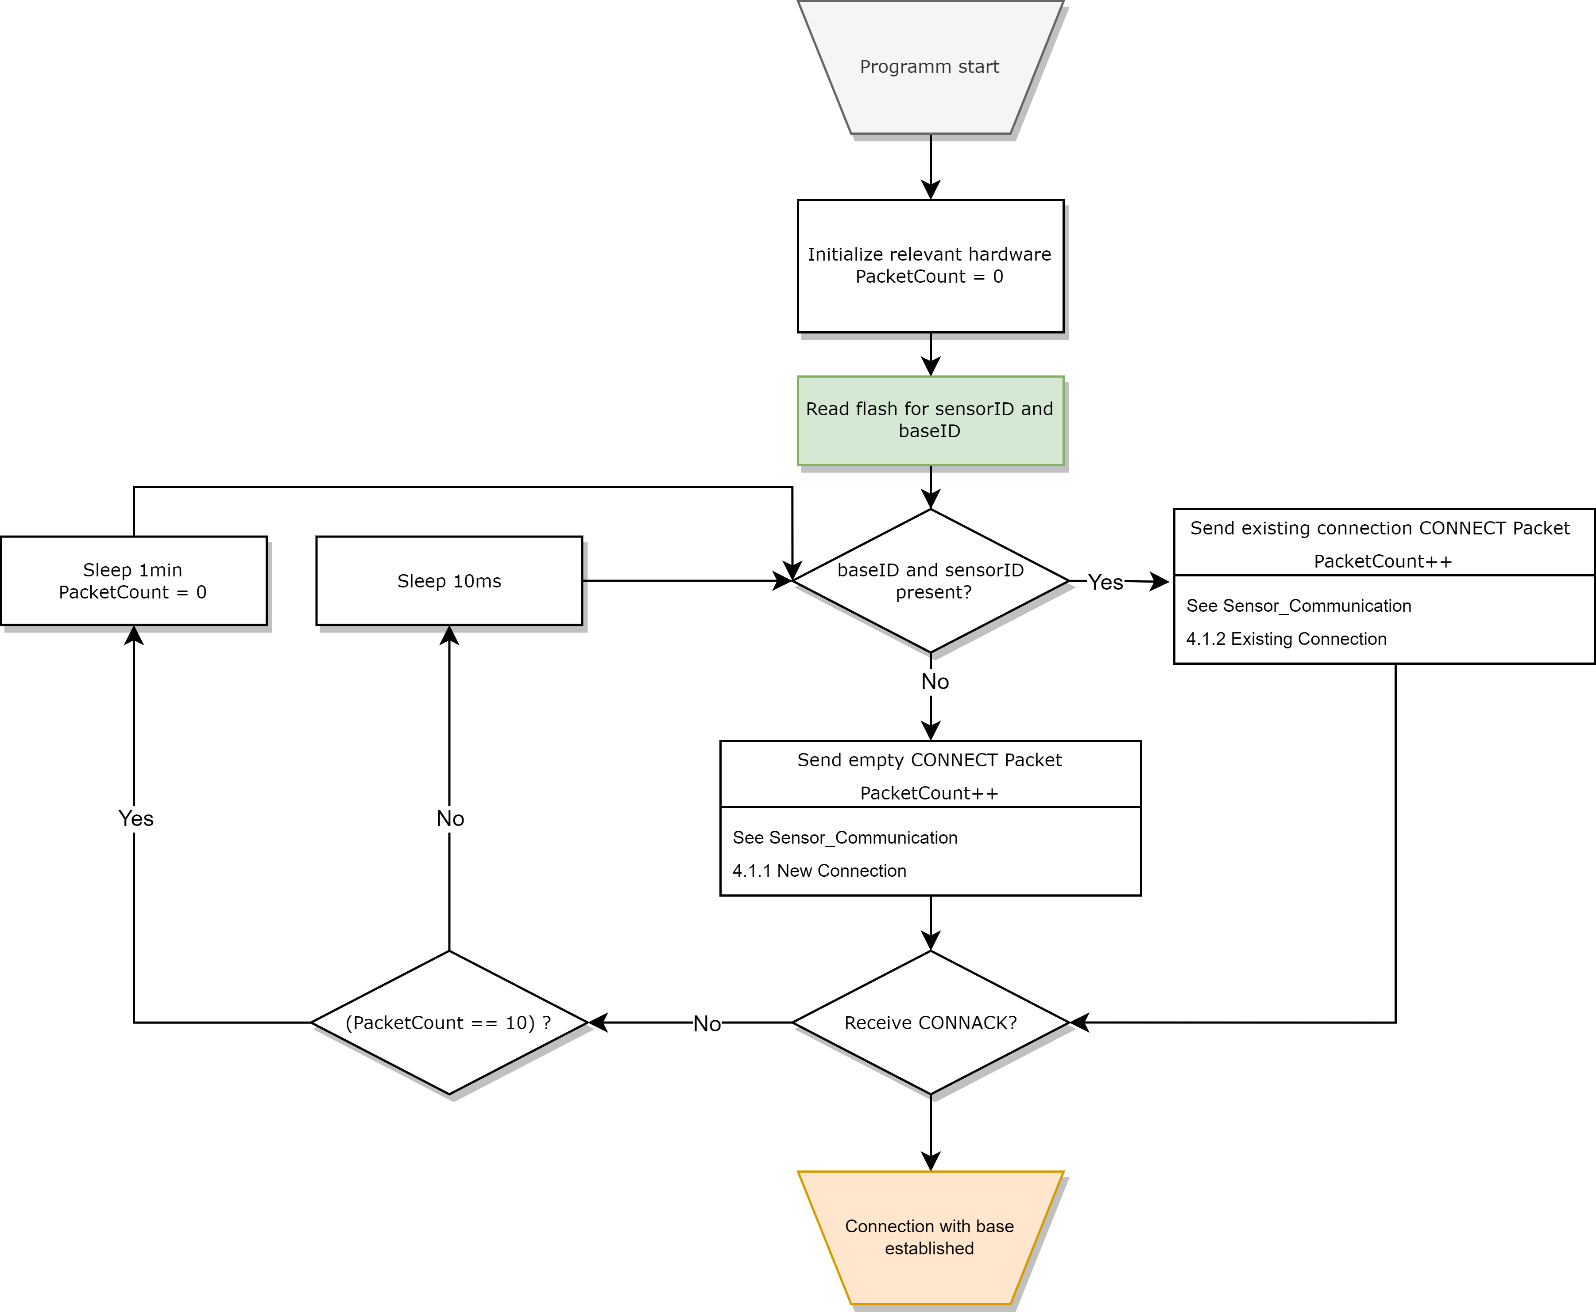 Programm start
Initialize relevant hardware
PacketCount = 0
Read flash for sensorID and
baseID
Sleep 1min
PacketCount = 0
Sleep 10ms
baseID and sensorID
present?
Yes
Send existing connection CONNECT Packet
PacketCount++
See Sensor_Communication
4.1.2 Existing Connection
No
Send empty CONNECT Packet
PacketCount++
See Sensor_Communication
4.1.1 New Connection
Yes
No
(PacketCount == 10) ?
No
Receive CONNACK?
Connection with base
established